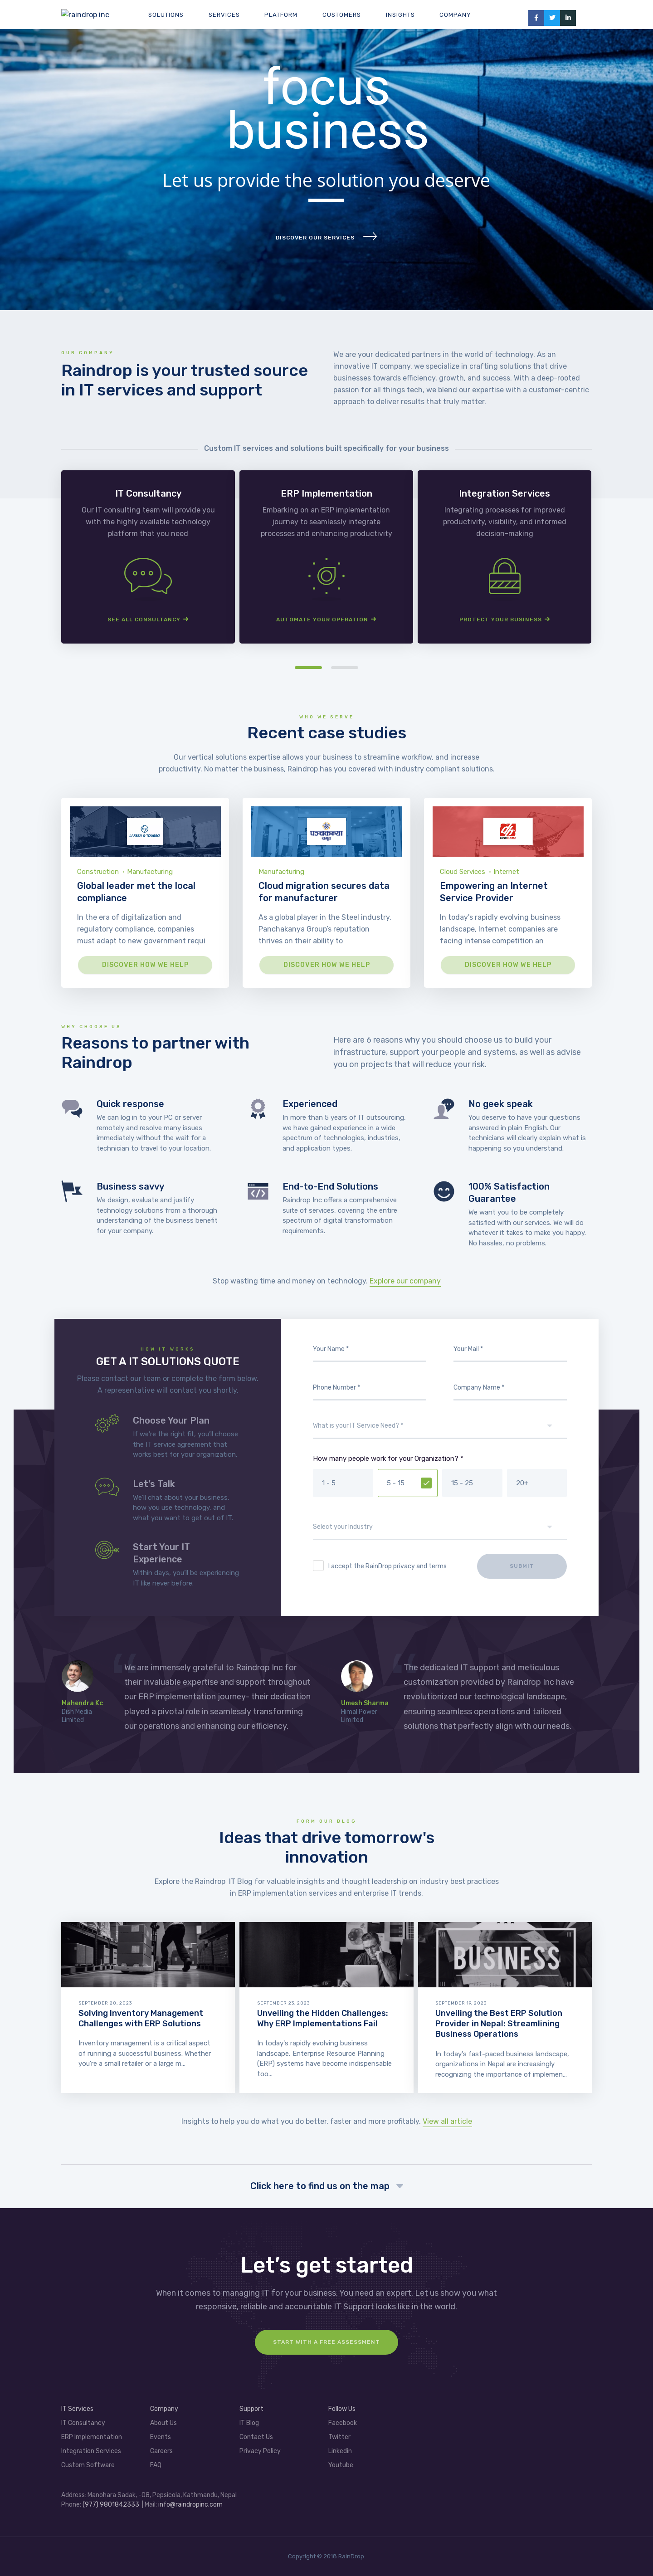 raindrop inc
SOLUTIONS SERVICES PLATFORM CUSTOMERS INSIGHTS COMPANY
focus
business
Let us provide the solution you deserve
DISCOVER OUR SERVICES
OUR COMPANY
Raindrop is your trusted source
in IT services and support
We are your dedicated partners in the world of technology. As an
innovative IT company, we specialize in crafting solutions that drive
businesses towards efficiency, growth, and success. With a deep-rooted
passion for all things tech, we blend our expertise with a customer-centric
approach to deliver results that truly matter.
Custom IT services and solutions built specifically for your business
IT Consultancy
Our IT consulting team will provide you
with the highly available technology
platform that you need
SEE ALL CONSULTANCY
ERP Implementation
Embarking on an ERP implementation
journey to seamlessly integrate
processes and enhancing productivity
AUTOMATE YOUR OPERATION
Integration Services
Integrating processes for improved
productivity, visibility, and informed
decision-making
PROTECT YOUR BUSINESS
WHO WE SERVE
Recent case studies
Our vertical solutions expertise allows your business to streamline workflow, and increase
productivity. No matter the business, Raindrop has you covered with industry compliant solutions.
LARSEN & TOUBRO
Construction · Manufacturing
Global leader met the local
compliance
In the era of digitalization and
regulatory compliance, companies
must adapt to new government requi
DISCOVER HOW WE HELP
पञ्चकन्या
समूह
Manufacturing
Cloud migration secures data
for manufacturer
As a global player in the Steel industry,
Panchakanya Group's reputation
thrives on their ability to
DISCOVER HOW WE HELP
Cloud Services · Internet
Empowering an Internet
Service Provider
In today's rapidly evolving business
landscape, Internet companies are
facing intense competition an
DISCOVER HOW WE HELP
WHY CHOOSE US
Reasons to partner with
Raindrop
Here are 6 reasons why you should choose us to build your
infrastructure, support your people and systems, as well as advise
you on projects that will reduce your risk.
Quick response
We can log in to your PC or server
remotely and resolve many issues
immediately without the wait for a
technician to travel to your location.
Experienced
In more than 5 years of IT outsourcing,
we have gained experience in a wide
spectrum of technologies, industries,
and application types.
No geek speak
You deserve to have your questions
answered in plain English. Our
technicians will clearly explain what is
happening so you understand.
Business savvy
We design, evaluate and justify
technology solutions from a thorough
understanding of the business benefit
for your company.
End-to-End Solutions
Raindrop Inc offers a comprehensive
suite of services, covering the entire
spectrum of digital transformation
requirements.
100% Satisfaction
Guarantee
We want you to be completely
satisfied with our services. We will do
whatever it takes to make you happy.
No hassles, no problems.
Stop wasting time and money on technology. Explore our company
HOW IT WORKS
GET A IT SOLUTIONS QUOTE
Please contact our team or complete the form below.
A representative will contact you shortly.
Choose Your Plan
If we're the right fit, you'll choose
the IT service agreement that
works best for your organization.
Let's Talk
We'll chat about your business,
how you use technology, and
what you want to get out of IT.
Start Your IT
Experience
Within days, you'll be experiencing
IT like never before.
Your Name *
Your Mail *
Phone Number *
Company Name *
What is your IT Service Need? *
How many people work for your Organization? *
1 - 5
5 - 15
15 - 25
20+
Select your Industry
I accept the RainDrop privacy and terms
SUBMIT
We are immensely grateful to Raindrop Inc for
their invaluable expertise and support throughout
our ERP implementation journey- their dedication
played a pivotal role in seamlessly transforming
our operations and enhancing our efficiency.
Mahendra Kc
Dish Media
Limited
The dedicated IT support and meticulous
customization provided by Raindrop Inc have
revolutionized our technological landscape,
ensuring seamless operations and tailored
solutions that perfectly align with our needs.
Umesh Sharma
Himal Power
Limited
FORM OUR BLOG
Ideas that drive tomorrow's
innovation
Explore the Raindrop IT Blog for valuable insights and thought leadership on industry best practices
in ERP implementation services and enterprise IT trends.
SEPTEMBER 28, 2023
Solving Inventory Management
Challenges with ERP Solutions
Inventory management is a critical aspect
of running a successful business. Whether
you're a small retailer or a large m...
SEPTEMBER 23, 2023
Unveiling the Hidden Challenges:
Why ERP Implementations Fail
In today's rapidly evolving business
landscape, Enterprise Resource Planning
(ERP) systems have become indispensable
too...
BUSINESS
SEPTEMBER 19, 2023
Unveiling the Best ERP Solution
Provider in Nepal: Streamlining
Business Operations
In today's fast-paced business landscape,
organizations in Nepal are increasingly
recognizing the importance of implemen...
Insights to help you do what you do better, faster and more profitably. View all article
Click here to find us on the map
Let's get started
When it comes to managing IT for your business. You need an expert. Let us show you what
responsive, reliable and accountable IT Support looks like in the world.
START WITH A FREE ASSESSMENT
IT Services
IT Consultancy
ERP Implementation
Integration Services
Custom Software
Company
About Us
Events
Careers
FAQ
Support
IT Blog
Contact Us
Privacy Policy
Follow Us
Facebook
Twitter
Linkedin
Youtube
Address: Manohara Sadak, -08, Pepsicola, Kathmandu, Nepal
Phone: (977) 9801842333 | Mail: info@raindropinc.com
Copyright © 2018 RainDrop